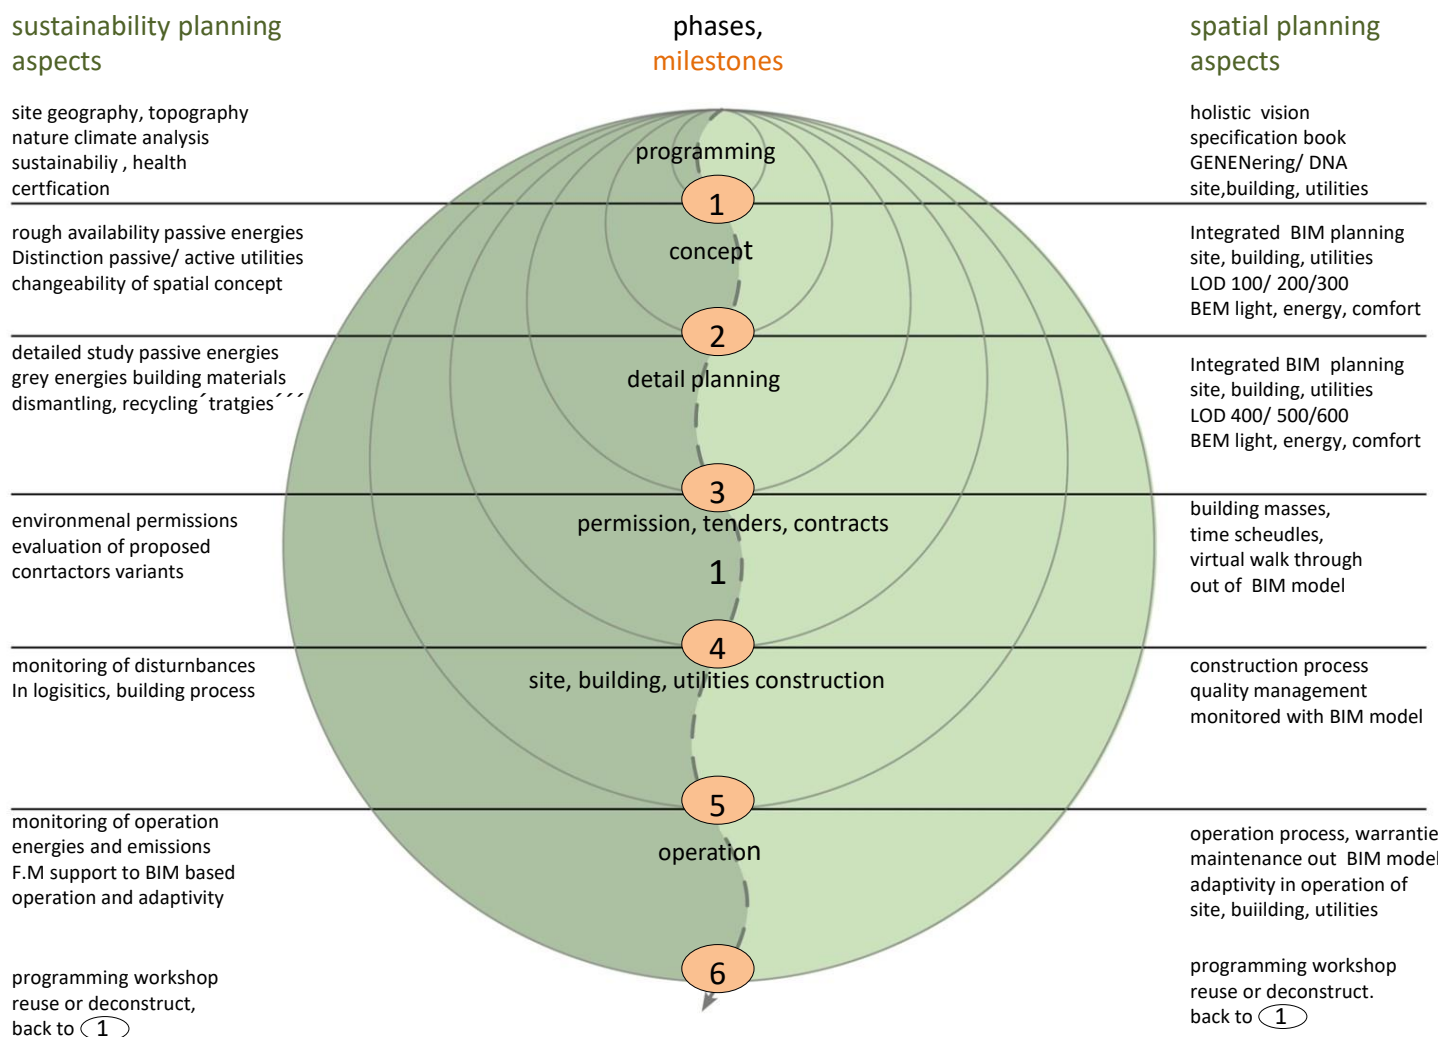 sustainability planning
aspects
phases,
milestones
spatial planning
aspects
site geography, topography
nature climate analysis
sustainabiliy , health
certfication
programming
holistic vision
specification book
GENENering/ DNA
site,building, utilities
1
rough availability passive energies
Distinction passive/ active utilities
changeability of spatial concept
concept
Integrated BIM planning
site, building, utilities
LOD 100/ 200/300
BEM light, energy, comfort
2
detailed study passive energies
grey energies building materials
dismantling, recycling´tratgies´´´
detail planning
Integrated BIM planning
site, building, utilities
LOD 400/ 500/600
BEM light, energy, comfort
3
environmenal permissions
evaluation of proposed
conrtactors variants
permission, tenders, contracts
1
building masses,
time scheudles,
virtual walk through
out of BIM model
4
monitoring of disturnbances
In logisitics, building process
site, building, utilities construction
construction process
quality management
monitored with BIM model
5
monitoring of operation
energies and emissions
F.M support to BIM based
operation and adaptivity
operation
operation process, warrantie
maintenance out BIM model
adaptivity in operation of
site, buiilding, utilities
6
programming workshop
reuse or deconstruct,
back to 1
programming workshop
reuse or deconstruct.
back to 1